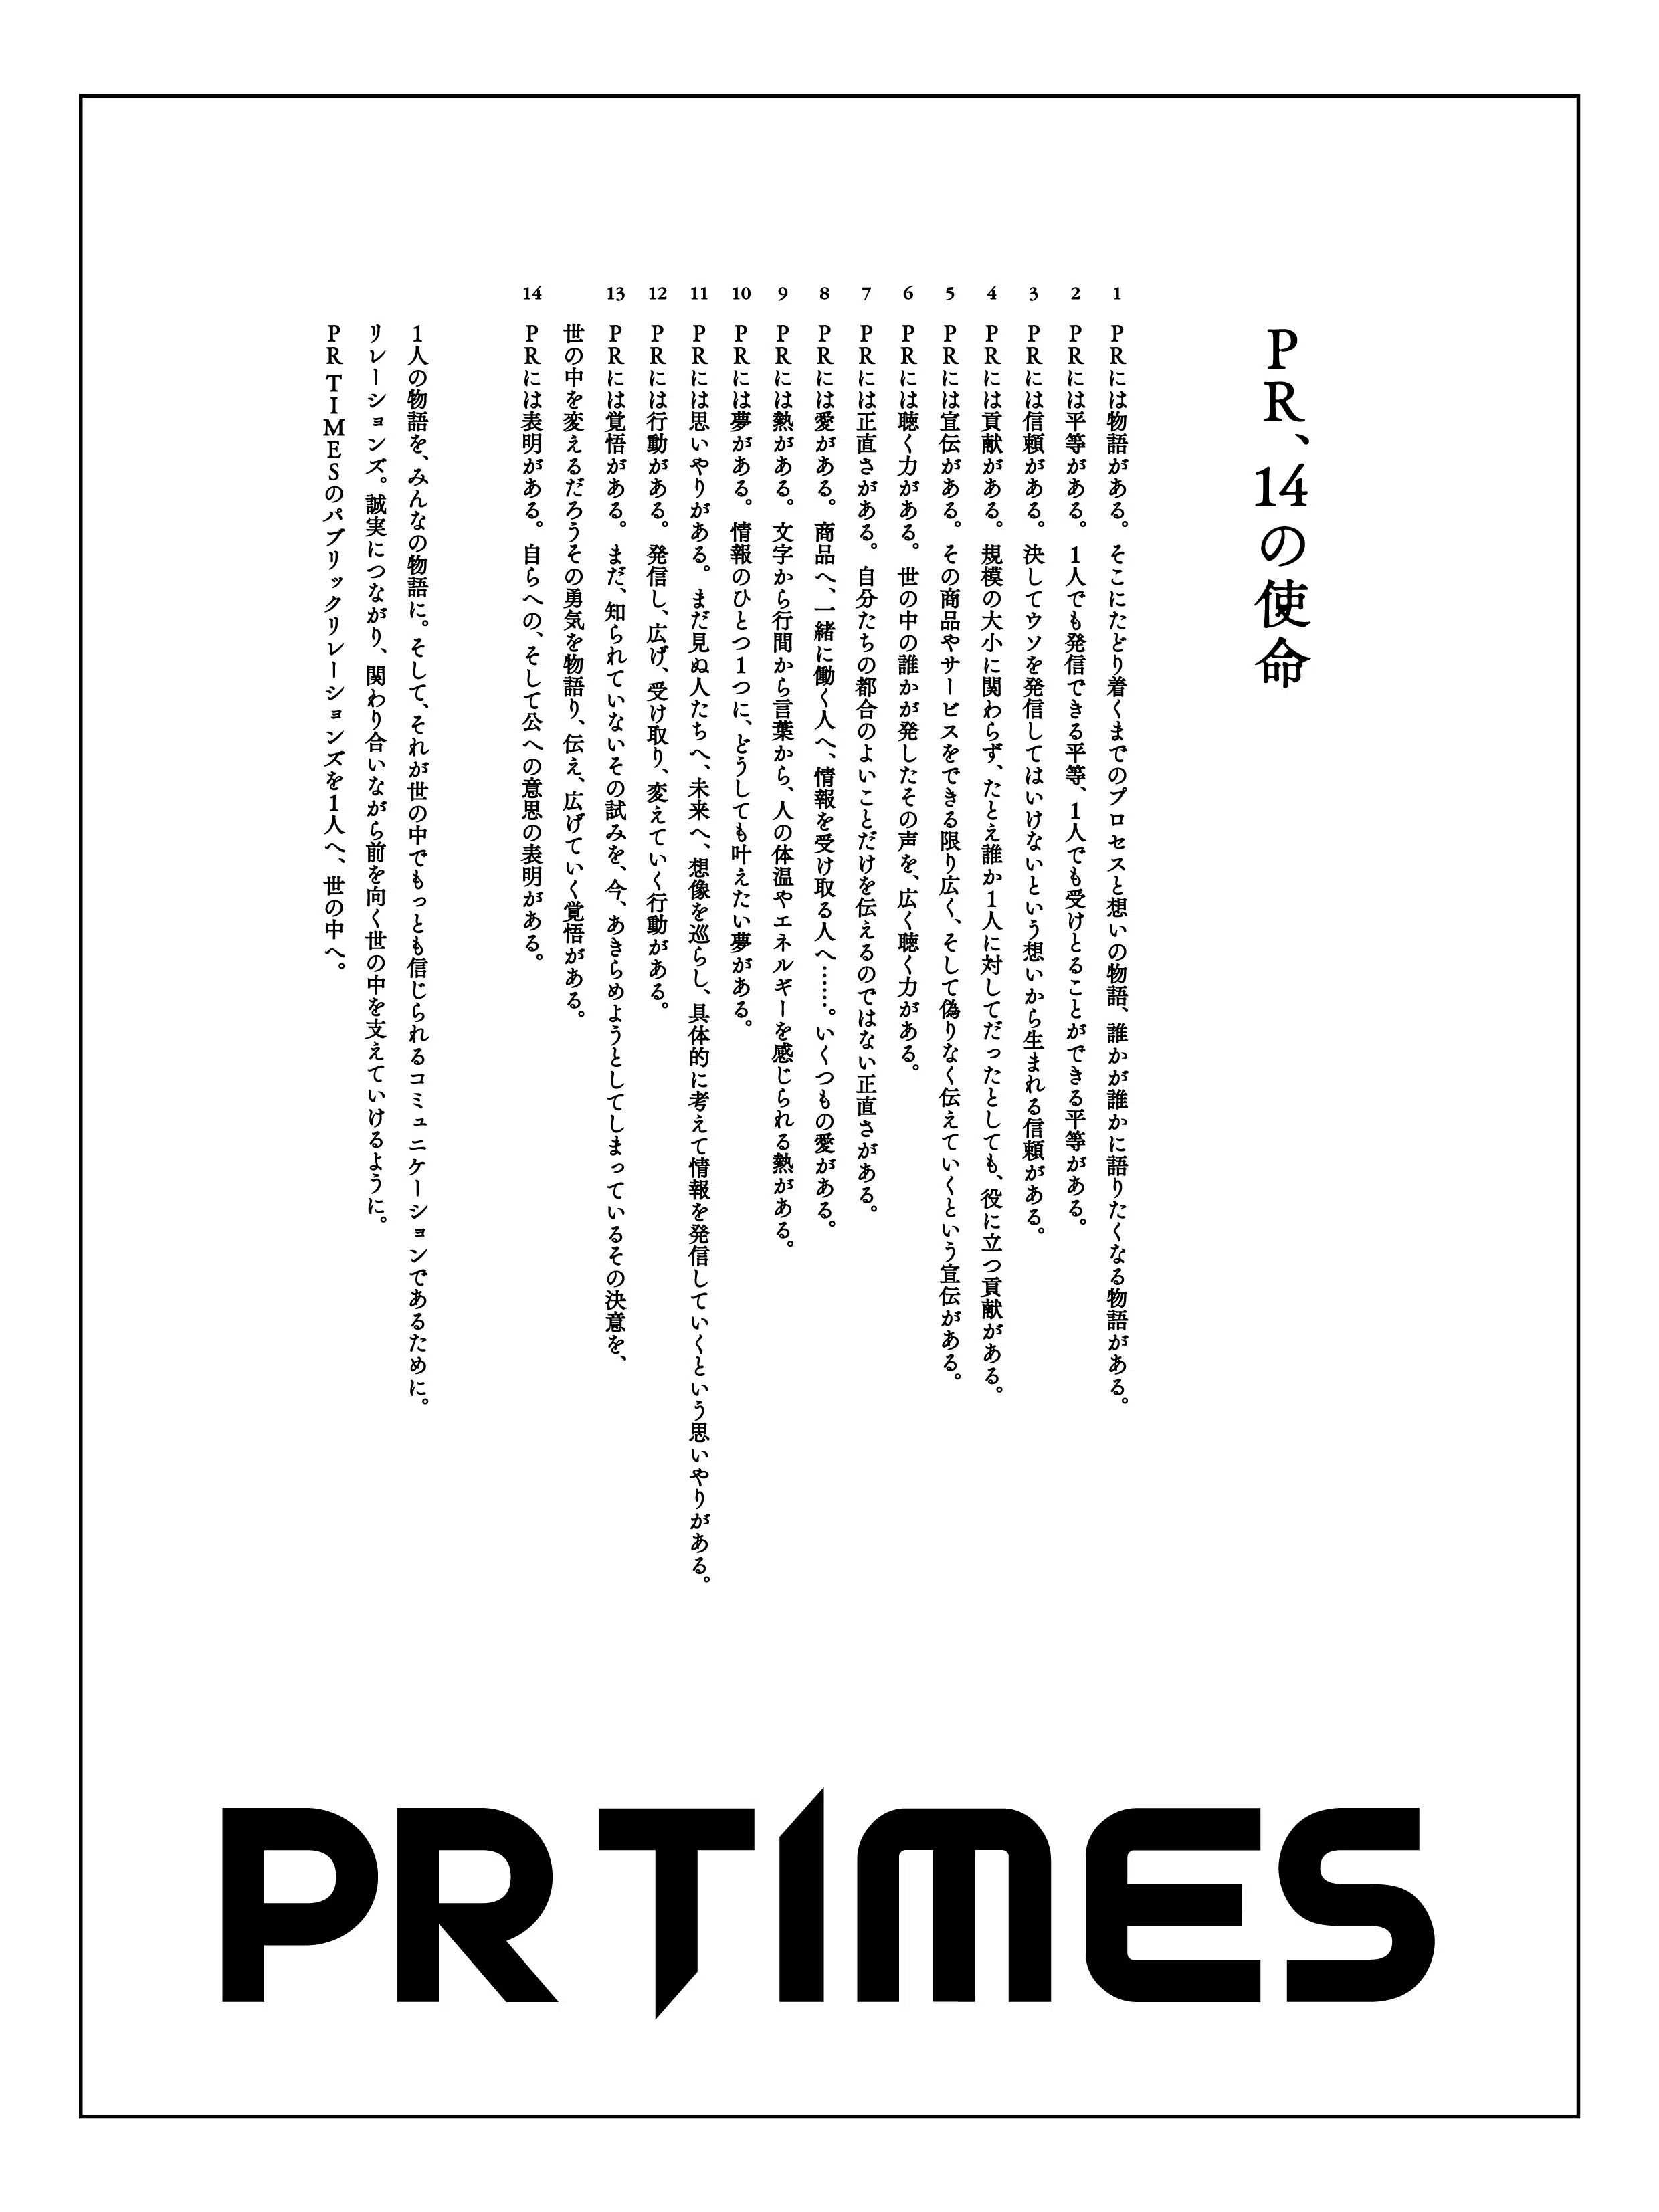 PR、14の使命
1 PRには物語がある。そこにたどり着くまでのプロセスと想いの物語、誰かが誰かに語りたくなる物語がある。
2 PRには平等がある。1人でも発信できる平等、1人でも受けとることができる平等がある。
3 PRには信頼がある。決してウソを発信してはいけないという想いから生まれる信頼がある。
4 PRには貢献がある。規模の大小に関わらず、たとえ誰か1人に対してだったとしても、役に立つ貢献がある。
5 PRには宣伝がある。その商品やサービスをできる限り広く、そして偽りなく伝えていくという宣伝がある。
6 PRには聴く力がある。世の中の誰かが発したその声を、広く聴く力がある。
7 PRには正直さがある。自分たちの都合のよいことだけを伝えるのではない正直さがある。
8 PRには愛がある。商品へ、一緒に働く人へ、情報を受け取る人へ……。いくつもの愛がある。
9 PRには熱がある。文字から行間から言葉から、人の体温やエネルギーを感じられる熱がある。
10 PRには夢がある。情報のひとつ1つに、どうしても叶えたい夢がある。
11 PRには思いやりがある。まだ見ぬ人たちへ、未来へ、想像を巡らし、具体的に考えて情報を発信していくという思いやりがある。
12 PRには行動がある。発信し、広げ、受け取り、変えていく行動がある。
13 PRには覚悟がある。まだ、知られていないその試みを、今、あきらめようとしてしまっているその決意を、
世の中を変えるだろうその勇気を物語り、伝え、広げていく覚悟がある。
14 PRには表明がある。自らへの、そして公への意思の表明がある。
1人の物語を、みんなの物語に。そして、それが世の中でもっとも信じられるコミュニケーションであるために。
リレーションズ。誠実につながり、関わり合いながら前を向く世の中を支えていけるように。
PR TIMESのパブリックリレーションズを1人へ、世の中へ。
PR TIMES